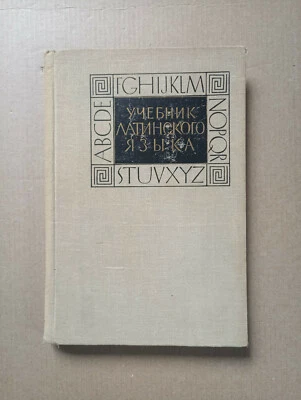 FGHIJKLM
ABCDE
УЧЕБНИК
ЛАТИНСКОГО
ЯЗЫКА
NOPQR
STUVXYZ